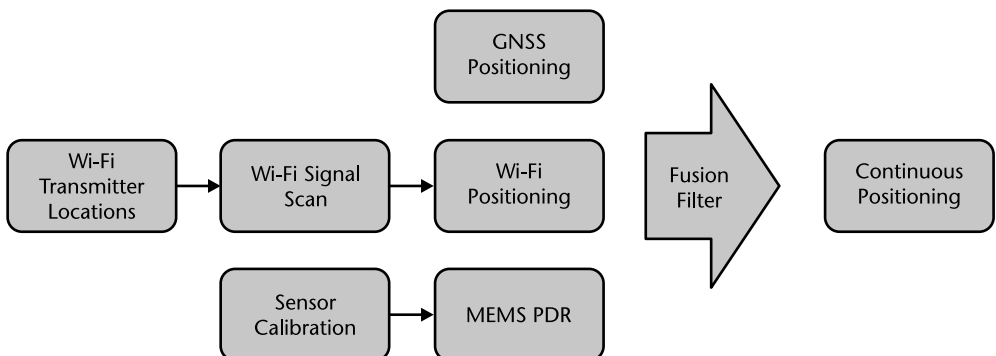 GNSS
Positioning
Wi-Fi
Transmitter
Locations
Wi-Fi Signal
Scan
Wi-Fi
Positioning
Fusion
Filter
Continuous
Positioning
Sensor
Calibration
MEMS PDR